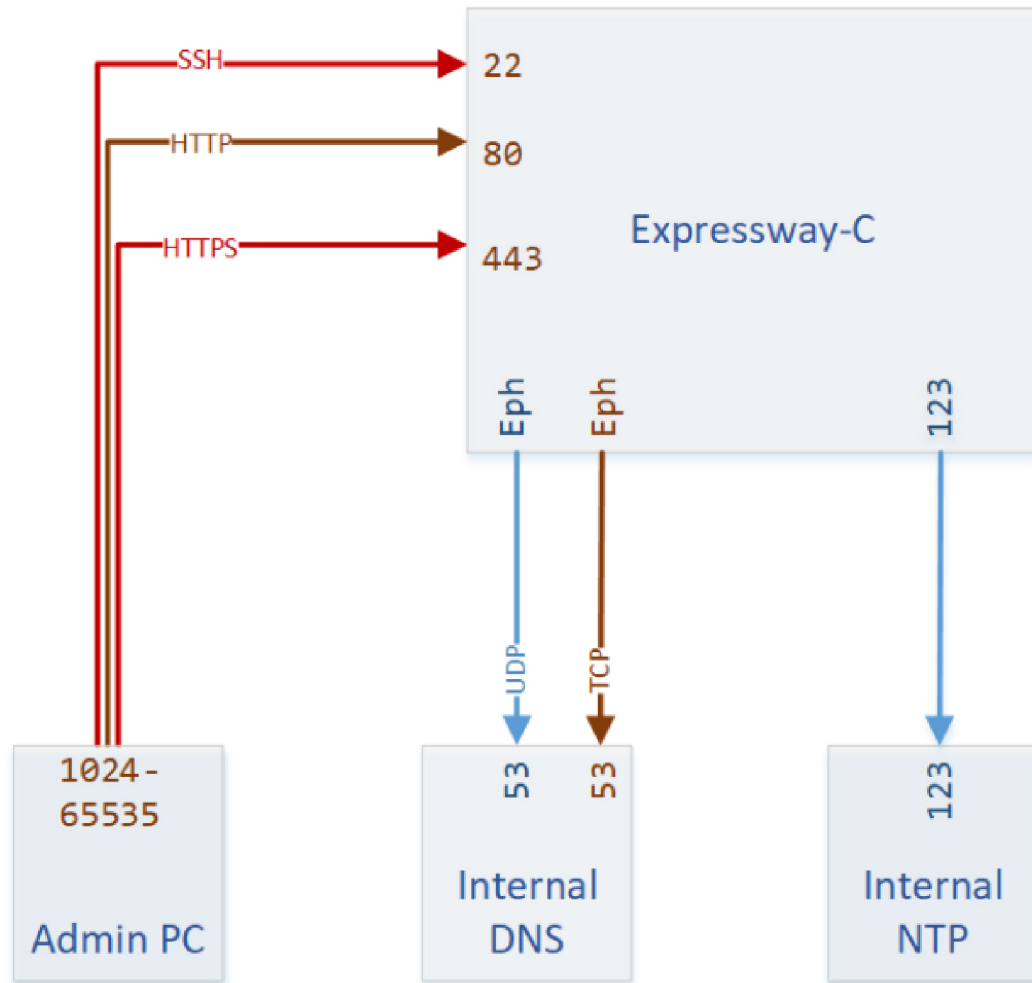 SSH
22
HTTP
80
Expressway-C
HTTPS
443
Eph
Eph
123
UDP
TCP
1024-
65535
53
53
123
Admin PC
Internal
DNS
Internal
NTP